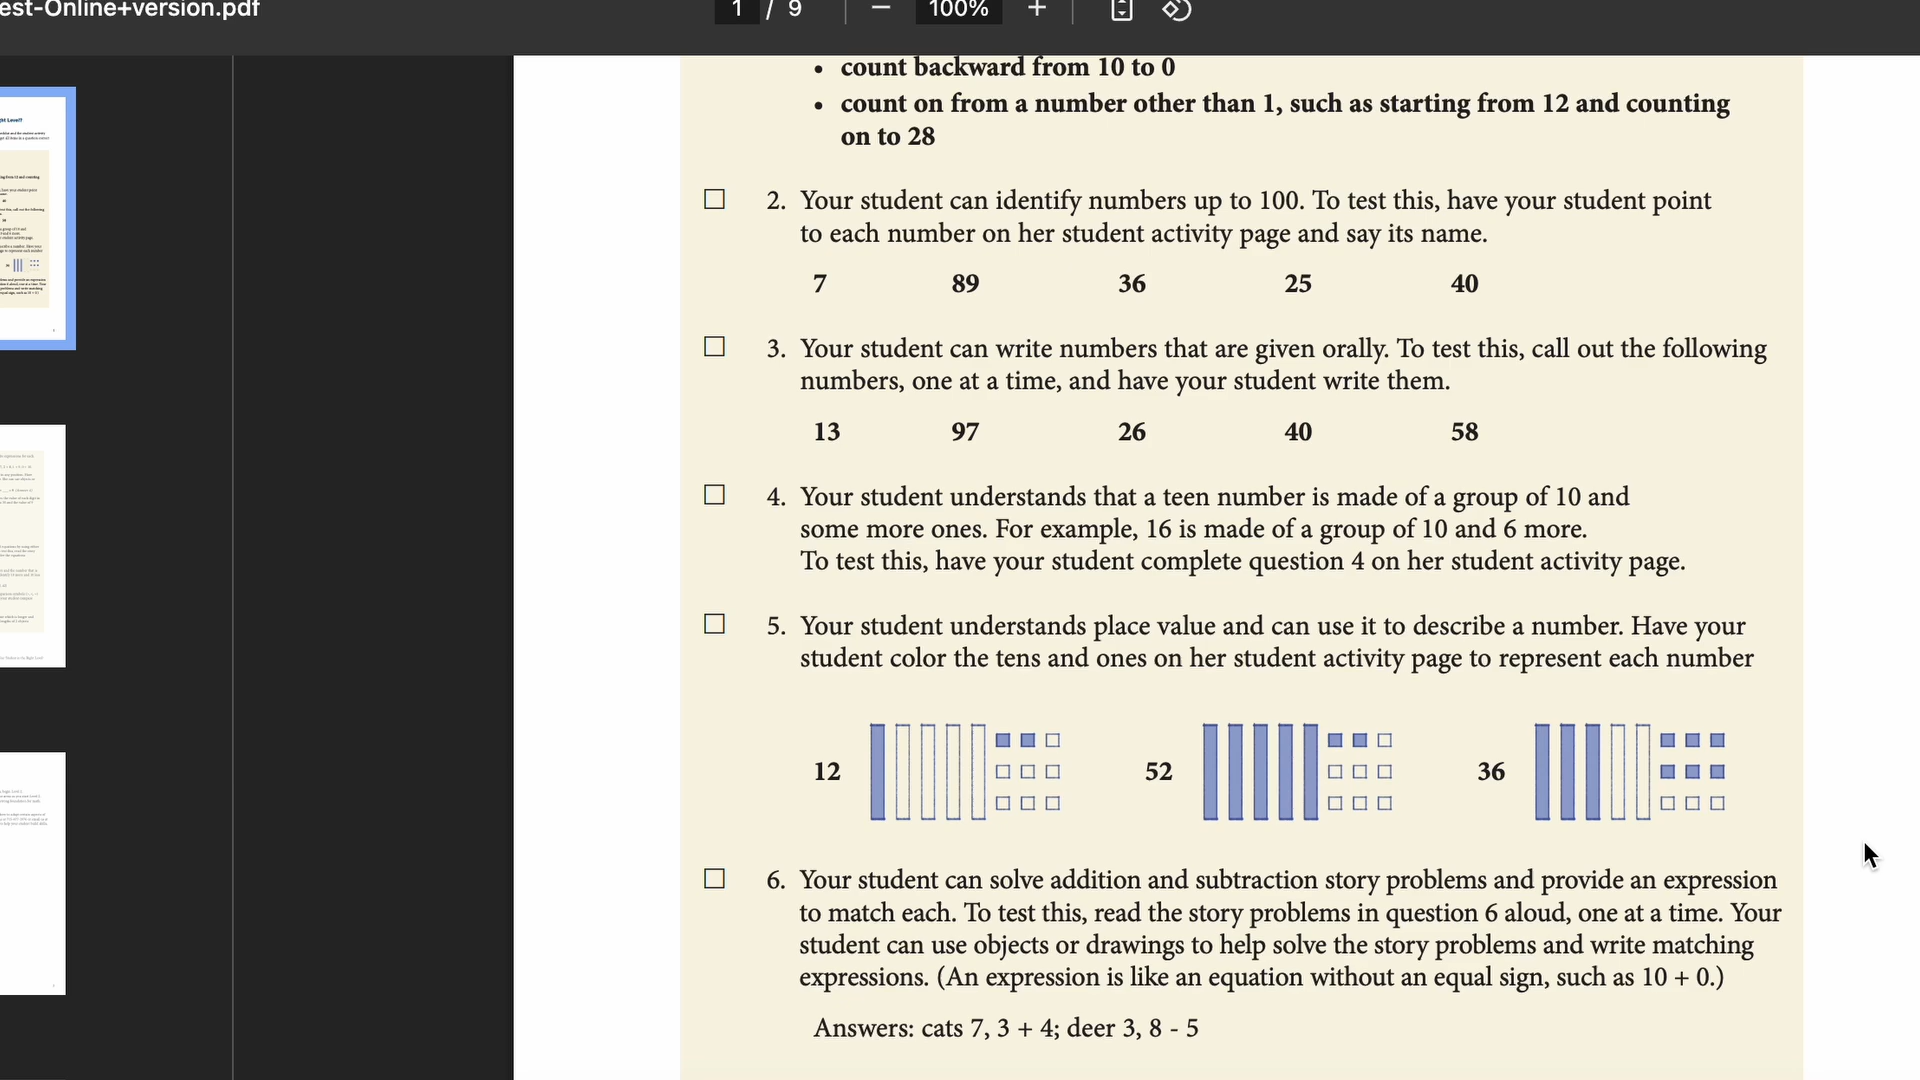 est-Online+version.pdf
1 / 9
100%
• count backward from 10 to 0
• count on from a number other than 1, such as starting from 12 and counting
on to 28
2. Your student can identify numbers up to 100. To test this, have your student point
to each number on her student activity page and say its name.
7 89 36 25 40
3. Your student can write numbers that are given orally. To test this, call out the following
numbers, one at a time, and have your student write them.
13 97 26 40 58
4. Your student understands that a teen number is made of a group of 10 and
some more ones. For example, 16 is made of a group of 10 and 6 more.
To test this, have your student complete question 4 on her student activity page.
5. Your student understands place value and can use it to describe a number. Have your
student color the tens and ones on her student activity page to represent each number
12 52 36
6. Your student can solve addition and subtraction story problems and provide an expression
to match each. To test this, read the story problems in question 6 aloud, one at a time. Your
student can use objects or drawings to help solve the story problems and write matching
expressions. (An expression is like an equation without an equal sign, such as 10 + 0.)
Answers: cats 7, 3 + 4; deer 3, 8 - 5